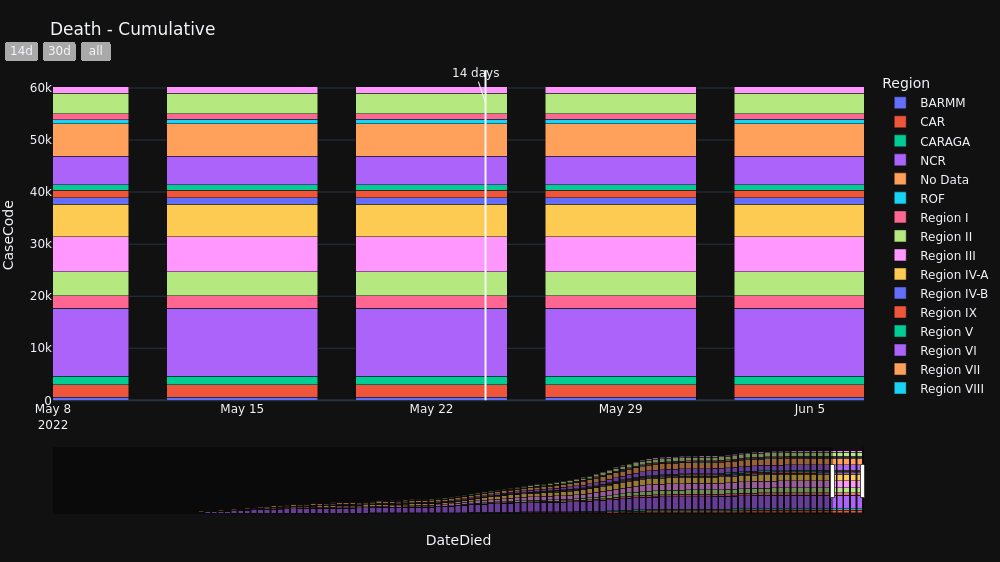 Death - Cumulative
14d 30d all
14 days
Region
BARMM
CAR
CARAGA
NCR
No Data
ROF
Region I
Region II
Region III
Region IV-A
Region IV-B
Region IX
Region V
Region VI
Region VII
Region VIII
CaseCode
60k
50k
40k
30k
20k
10k
0
May 8 May 15 May 22 May 29 Jun 5
2022
DateDied